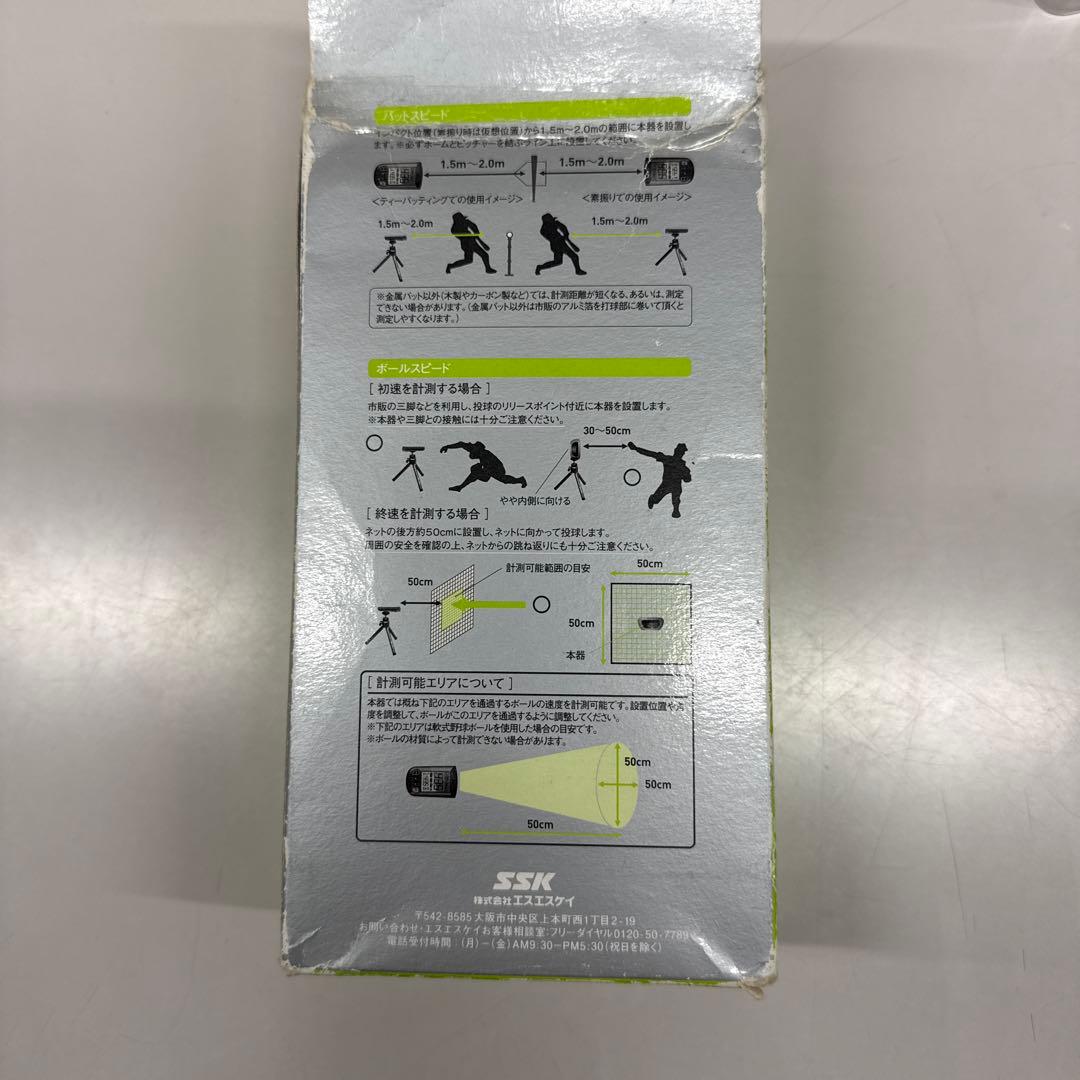 バットスピード
インパクト位置(素振り時は仮想位置)から1.5m〜2.0mの範囲に本器を設置し
ます。※必ずホームとピッチャーを結ぶライン上に設置してください。
1.5m〜2.0m 1.5m〜2.0m
<ティーバッティングでの使用イメージ> <素振りでの使用イメージ>
1.5m〜2.0m 1.5m〜2.0m
※金属バット以外(木製やカーボン製など)では、計測距離が短くなる、あるいは、測定
できない場合があります。(金属バット以外は市販のアルミ箔を打球部に巻いて頂くと
測定しやすくなります。)
ボールスピード
[ 初速を計測する場合 ]
市販の三脚などを利用し、投球のリリースポイント付近に本器を設置します。
※本器や三脚との接触には十分ご注意ください。
30〜50cm
やや内側に向ける
[ 終速を計測する場合 ]
ネットの後方約50cmに設置し、ネットに向かって投球します。
周囲の安全を確認の上、ネットからの跳ね返りにも十分ご注意ください。
計測可能範囲の目安
50cm
50cm
50cm
本器
[ 計測可能エリアについて ]
本器では概ね下記のエリアを通過するボールの速度を計測可能です。設置位置や角
度を調整して、ボールがこのエリアを通過するように調整してください。
※下記のエリアは軟式野球ボールを使用した場合の目安です。
※ボールの材質によって計測できない場合があります。
50cm
50cm
50cm
SSK
株式会社エスエスケイ
〒542-8585 大阪市中央区上本町西1丁目2-19
お問い合わせ・エスエスケイお客様相談室:フリーダイヤル0120-50-7789
電話受付時間:(月)-(金)AM9:30-PM5:30(祝日を除く)